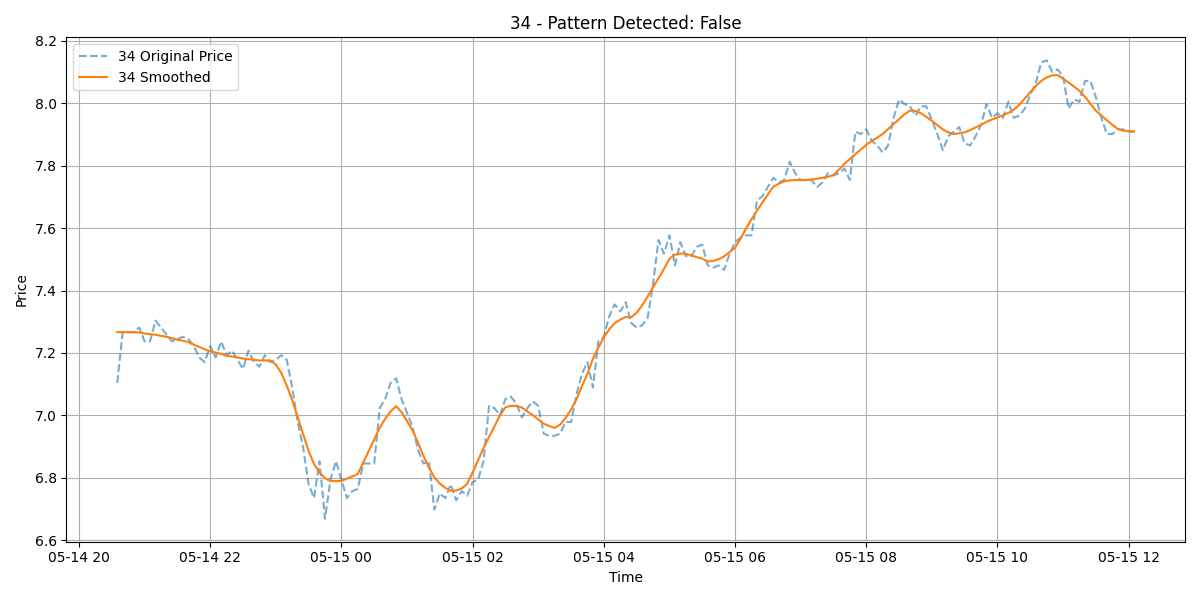 34 - Pattern Detected: False
34 Original Price
34 Smoothed
Price
8.2
8.0
7.8
7.6
7.4
7.2
7.0
6.8
6.6
05-14 20 05-14 22 05-15 00 05-15 02 05-15 04 05-15 06 05-15 08 05-15 10 05-15 12
Time